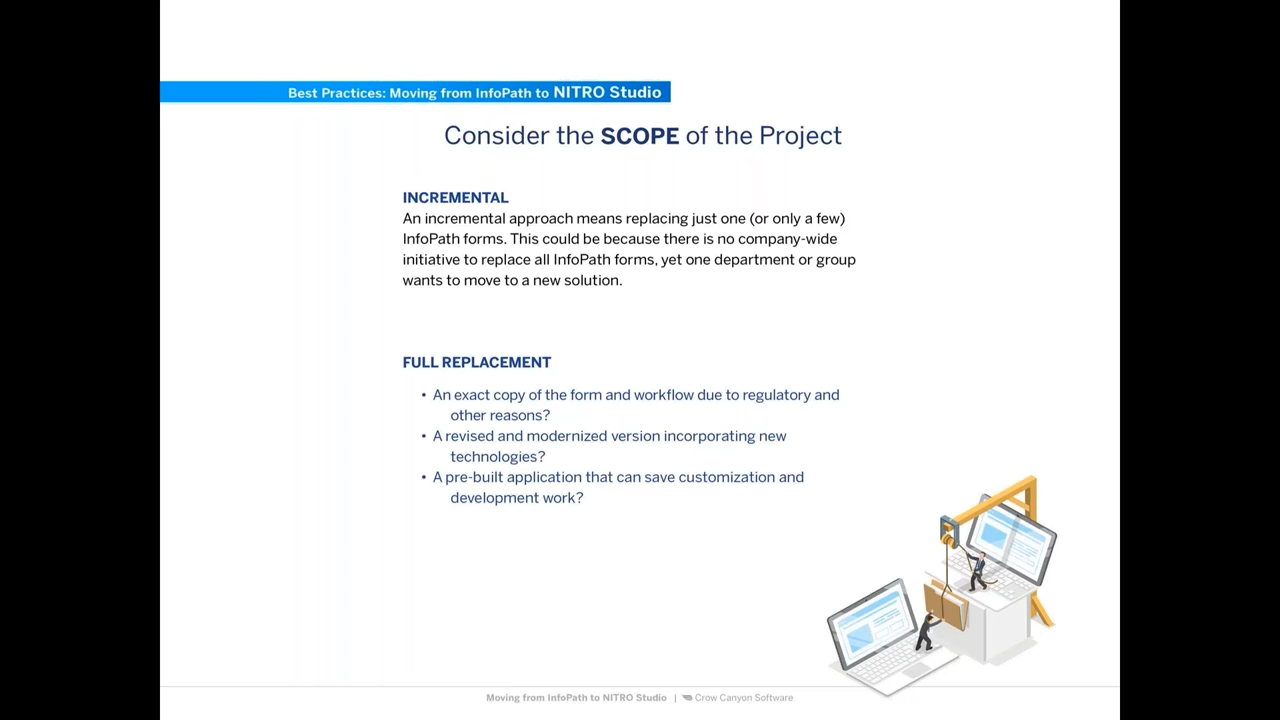 Best Practices: Moving from InfoPath to NITRO Studio
Consider the SCOPE of the Project
INCREMENTAL
An incremental approach means replacing just one (or only a few)
InfoPath forms. This could be because there is no company-wide
initiative to replace all InfoPath forms, yet one department or group
wants to move to a new solution.
FULL REPLACEMENT
• An exact copy of the form and workflow due to regulatory and
other reasons?
• A revised and modernized version incorporating new
technologies?
• A pre-built application that can save customization and
development work?
Moving from InfoPath to NITRO Studio | Crow Canyon Software